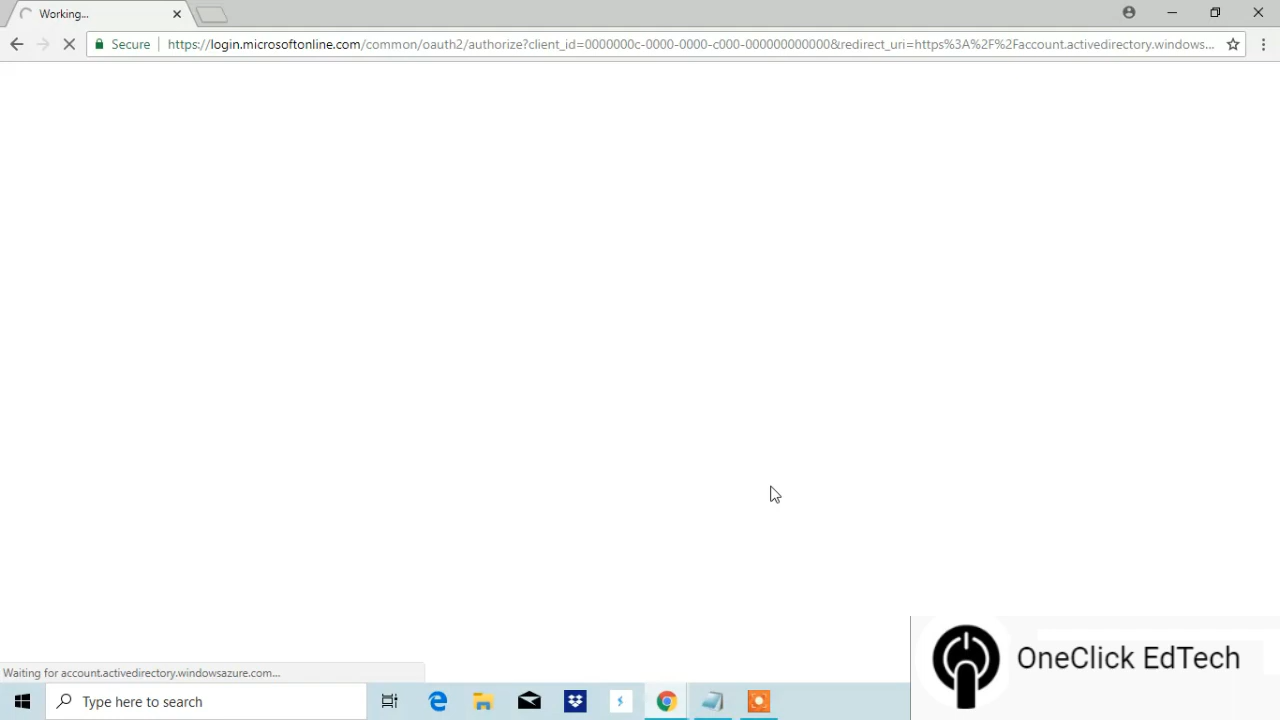 Working...
Secure
https://login.microsoftonline.com/common/oauth2/authorize?client_id=0000000c-0000-0000-c000-000000000000&redirect_uri=https%3A%2F%2Faccount.activedirectory.windows...
Waiting for account.activedirectory.windowsazure.com...
Type here to search
OneClick EdTech